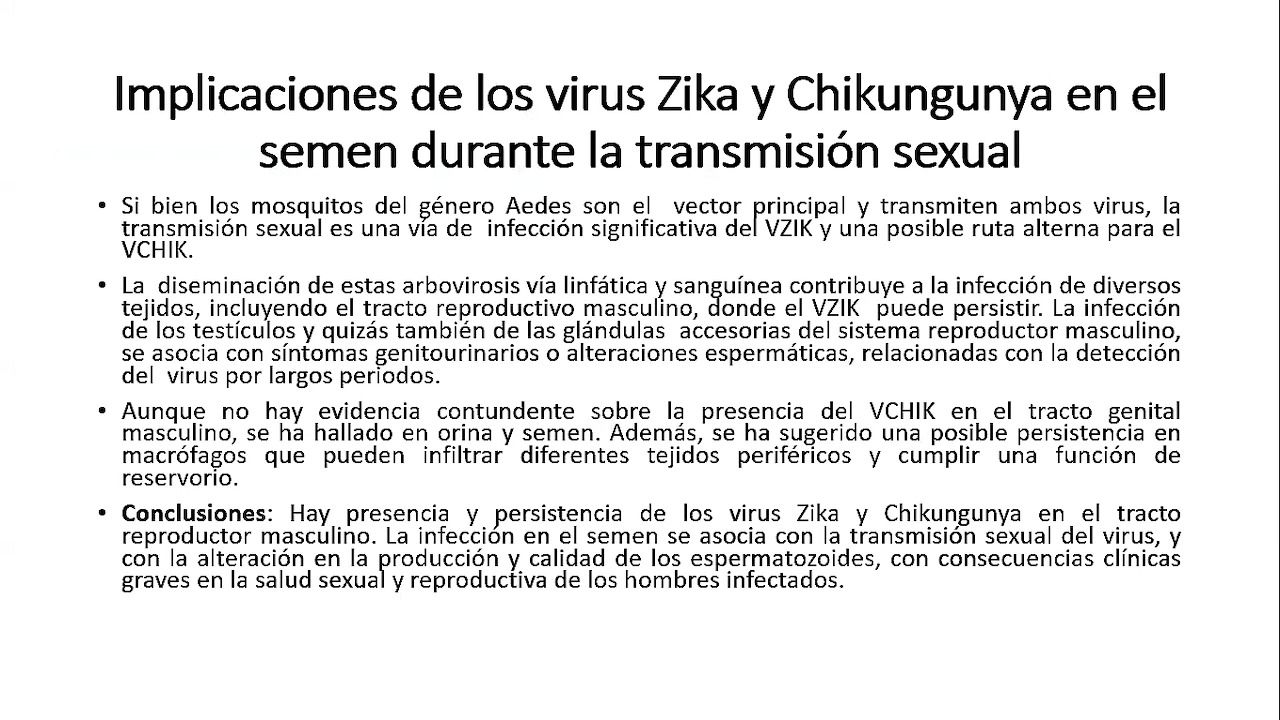 Implicaciones de los virus Zika y Chikungunya en el
semen durante la transmisión sexual
• Si bien los mosquitos del género Aedes son el vector principal y transmiten ambos virus, la
transmisión sexual es una vía de infección significativa del VZIK y una posible ruta alterna para el
VCHIK.
• La diseminación de estas arbovirosis vía linfática y sanguínea contribuye a la infección de diversos
tejidos, incluyendo el tracto reproductivo masculino, donde el VZIK puede persistir. La infección
de los testículos y quizás también de las glándulas accesorias del sistema reproductor masculino,
se asocia con síntomas genitourinarios o alteraciones espermáticas, relacionadas con la detección
del virus por largos periodos.
• Aunque no hay evidencia contundente sobre la presencia del VCHIK en el tracto genital
masculino, se ha hallado en orina y semen. Además, se ha sugerido una posible persistencia en
macrófagos que pueden infiltrar diferentes tejidos periféricos y cumplir una función de
reservorio.
• Conclusiones: Hay presencia y persistencia de los virus Zika y Chikungunya en el tracto
reproductor masculino. La infección en el semen se asocia con la transmisión sexual del virus, y
con la alteración en la producción y calidad de los espermatozoides, con consecuencias clínicas
graves en la salud sexual y reproductiva de los hombres infectados.